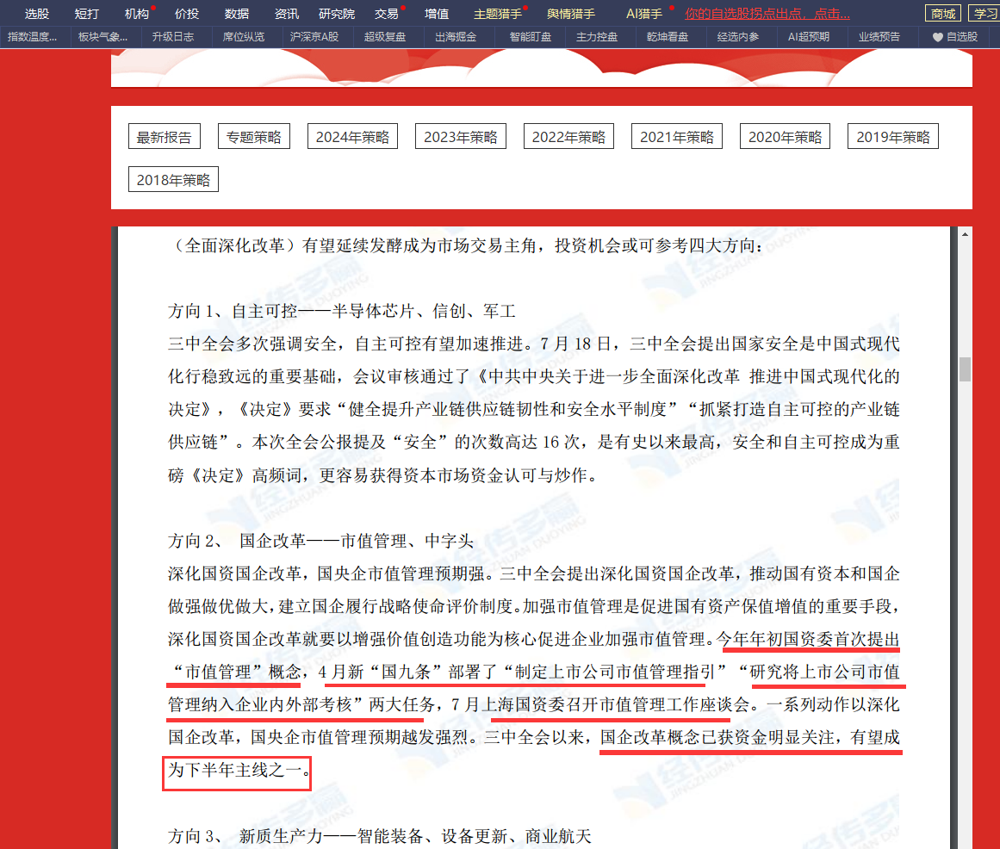 选股 短打 机构 价投 数据 资讯 研究院 交易 增值 主题猎手 舆情猎手 AI猎手 你的自选股拐点出点，点击... 商城 学习
指数温度... 板块气象... 升级日志 席位纵览 沪深京A股 超级复盘 出海掘金 智能盯盘 主力控盘 乾坤看盘 经选内参 AI超预期 业绩预告 自选股
最新报告 专题策略 2024年策略 2023年策略 2022年策略 2021年策略 2020年策略 2019年策略
2018年策略
（全面深化改革）有望延续发酵成为市场交易主角，投资机会或可参考四大方向：
方向 1、自主可控——半导体芯片、信创、军工
三中全会多次强调安全，自主可控有望加速推进。7 月 18 日，三中全会提出国家安全是中国式现代
化行稳致远的重要基础，会议审核通过了《中共中央关于进一步全面深化改革 推进中国式现代化的
决定》，《决定》要求“健全提升产业链供应链韧性和安全水平制度”“抓紧打造自主可控的产业链
供应链”。本次全会公报提及“安全”的次数高达 16 次，是有史以来最高，安全和自主可控成为重
磅《决定》高频词，更容易获得资本市场资金认可与炒作。
方向 2、 国企改革——市值管理、中字头
深化国资国企改革，国央企市值管理预期强。三中全会提出深化国资国企改革，推动国有资本和国企
做强做优做大，建立国企履行战略使命评价制度。加强市值管理是促进国有资产保值增值的重要手段，
深化国资国企改革就要以增强价值创造功能为核心促进企业加强市值管理。今年年初国资委首次提出
“市值管理”概念，4 月新“国九条”部署了“制定上市公司市值管理指引”“研究将上市公司市值
管理纳入企业内外部考核”两大任务，7 月上海国资委召开市值管理工作座谈会。一系列动作以深化
国企改革，国央企市值管理预期越发强烈。三中全会以来，国企改革概念已获资金明显关注，有望成
为下半年主线之一。
方向 3、 新质生产力——智能装备、设备更新、商业航天
经传多赢
JINGZHUAN DUOYING